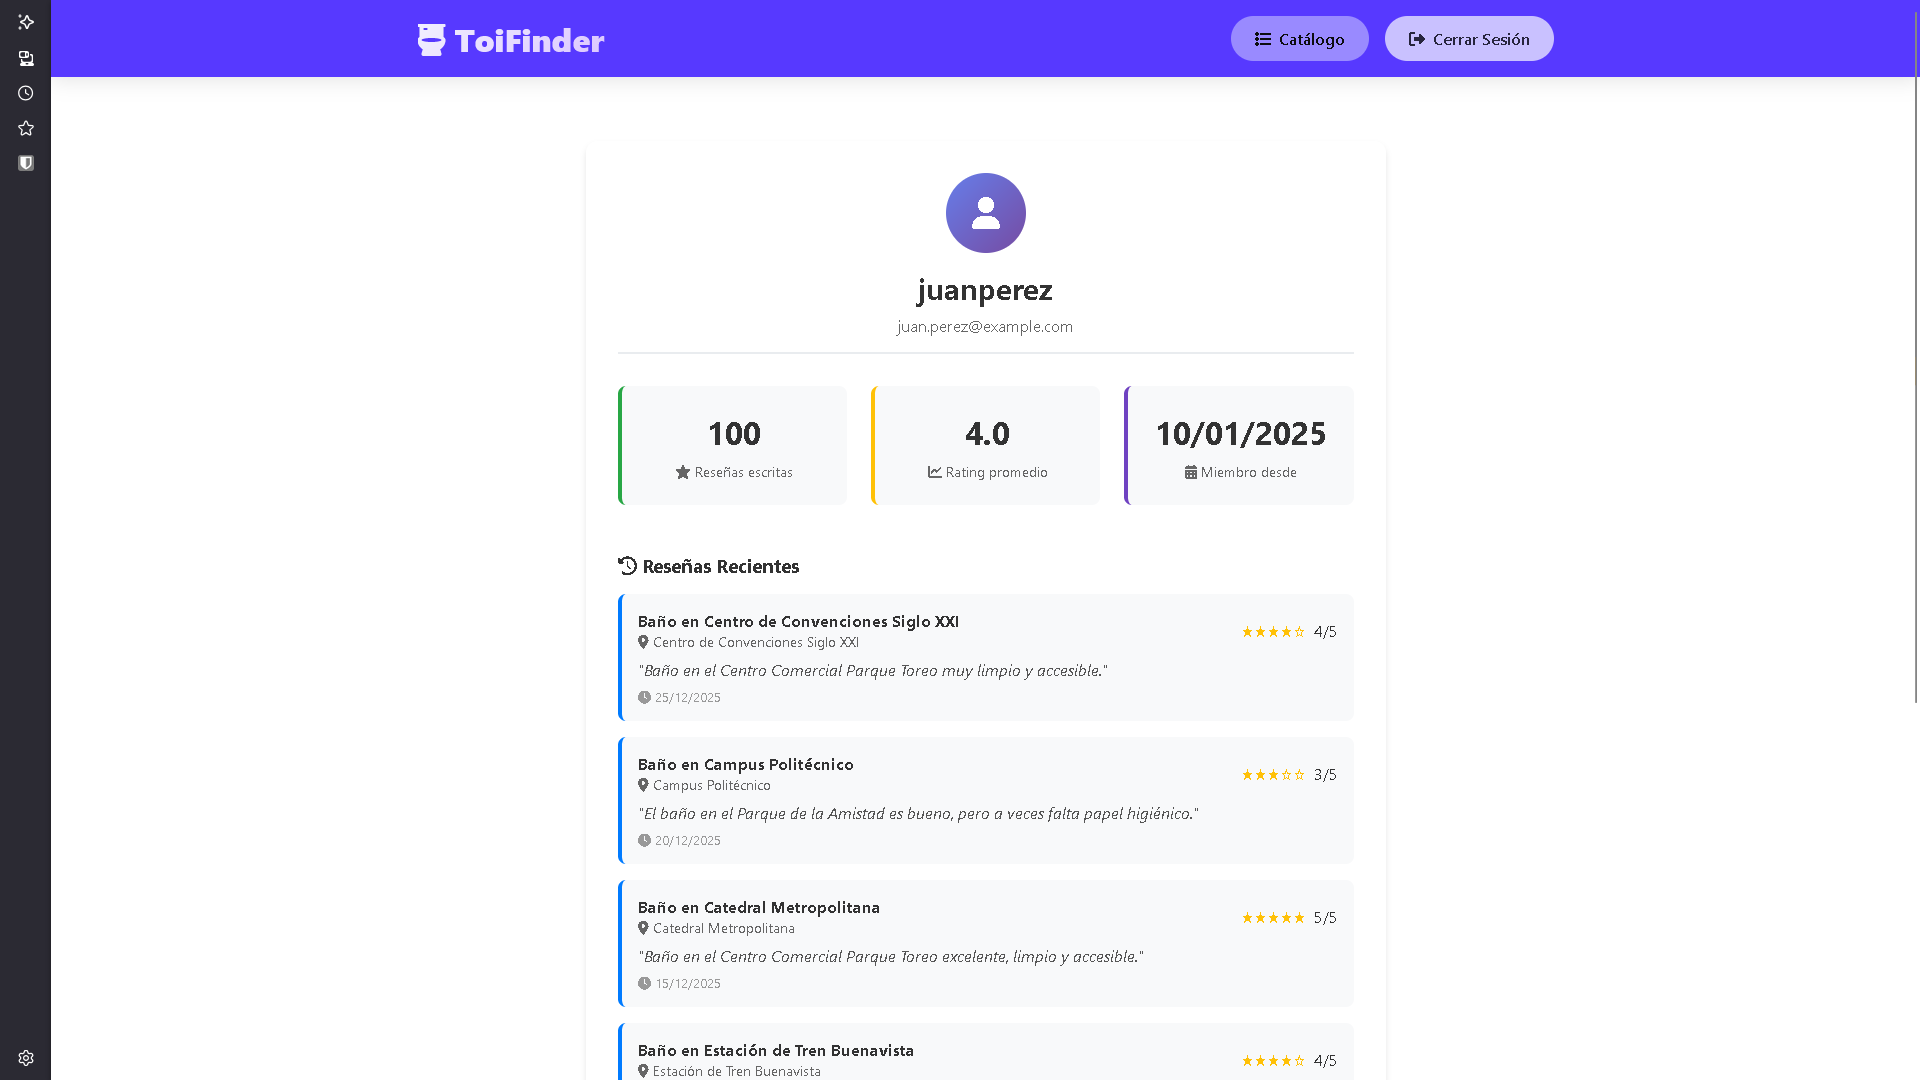 ToiFinder
Catálogo
Cerrar Sesión
juanperez
juan.perez@example.com
100
Reseñas escritas
4.0
Rating promedio
10/01/2025
Miembro desde
Reseñas Recientes
Baño en Centro de Convenciones Siglo XXI
Centro de Convenciones Siglo XXI
★★★★☆ 4/5
"Baño en el Centro Comercial Parque Toreo muy limpio y accesible."
25/12/2025
Baño en Campus Politécnico
Campus Politécnico
★★★☆☆ 3/5
"El baño en el Parque de la Amistad es bueno, pero a veces falta papel higiénico."
20/12/2025
Baño en Catedral Metropolitana
Catedral Metropolitana
★★★★★ 5/5
"Baño en el Centro Comercial Parque Toreo excelente, limpio y accesible."
15/12/2025
Baño en Estación de Tren Buenavista
Estación de Tren Buenavista
★★★★☆ 4/5